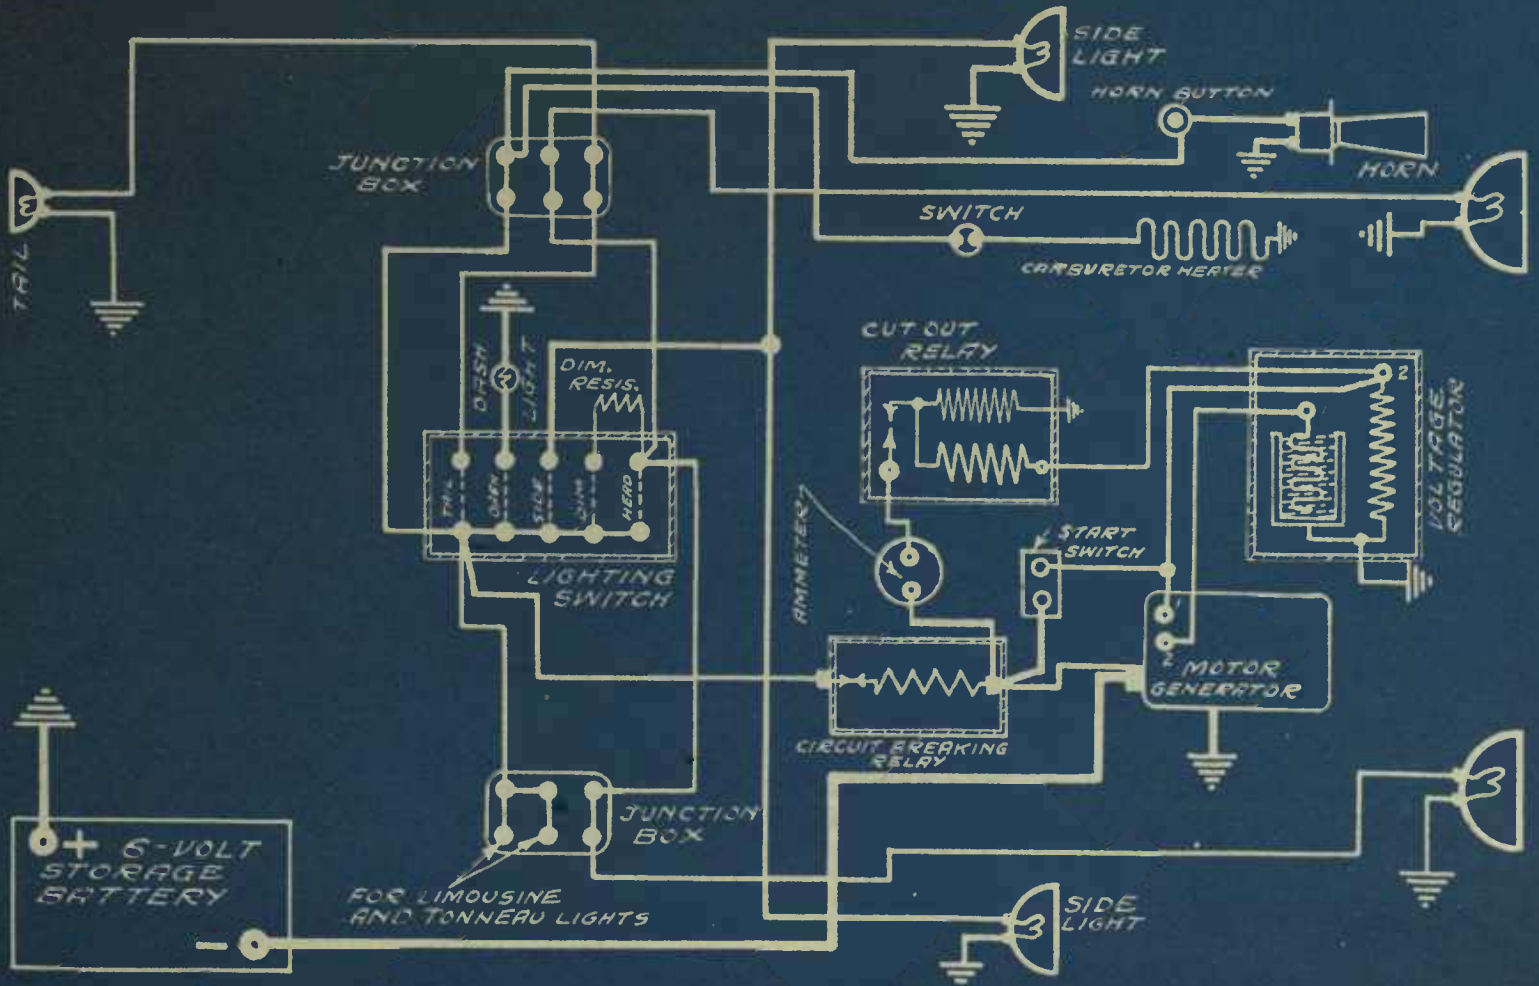 SIDE
LIGHT
HORN BUTTON
HORN
JUNCTION
BOX
TAIL
SWITCH
CARBURETOR HEATER
DASH
LIGHT
DIM.
RESIS.
CUT OUT
RELAY
2
VOLTAGE
REGULATOR
TAIL
SIDE
DIM
HEAD
LIGHTING
SWITCH
AMMETER
START
SWITCH
1
2
MOTOR
GENERATOR
CIRCUIT BREAKING
RELAY
JUNCTION
BOX
+ 6-VOLT
STORAGE
BATTERY
-
FOR LIMOUSINE
AND TONNEAU LIGHTS
SIDE
LIGHT